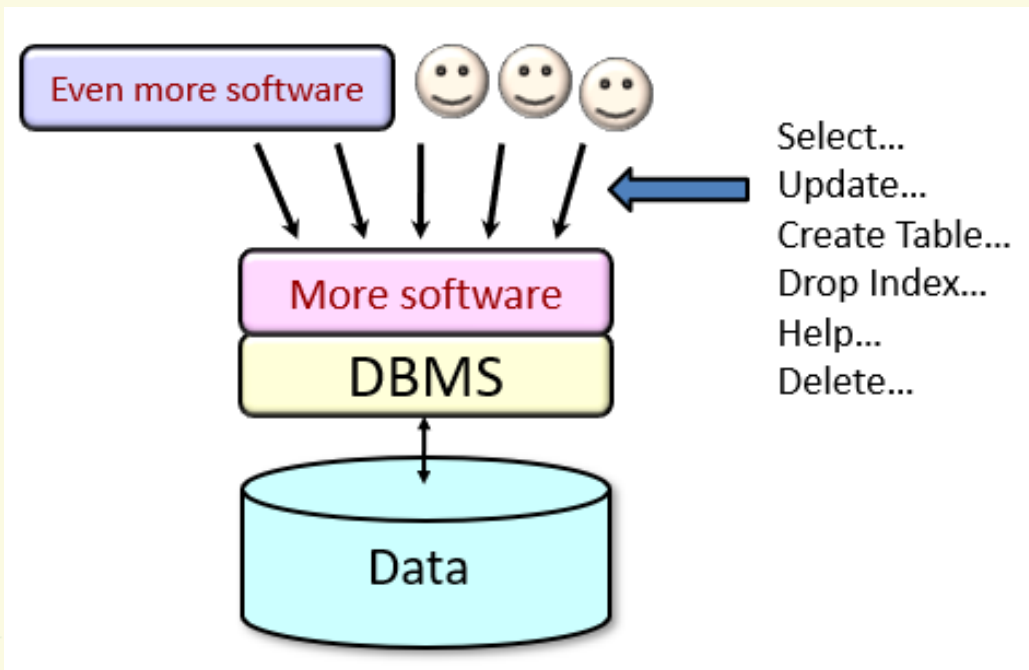 Even more software
Select...
Update...
Create Table...
Drop Index...
Help...
Delete...
More software
DBMS
Data